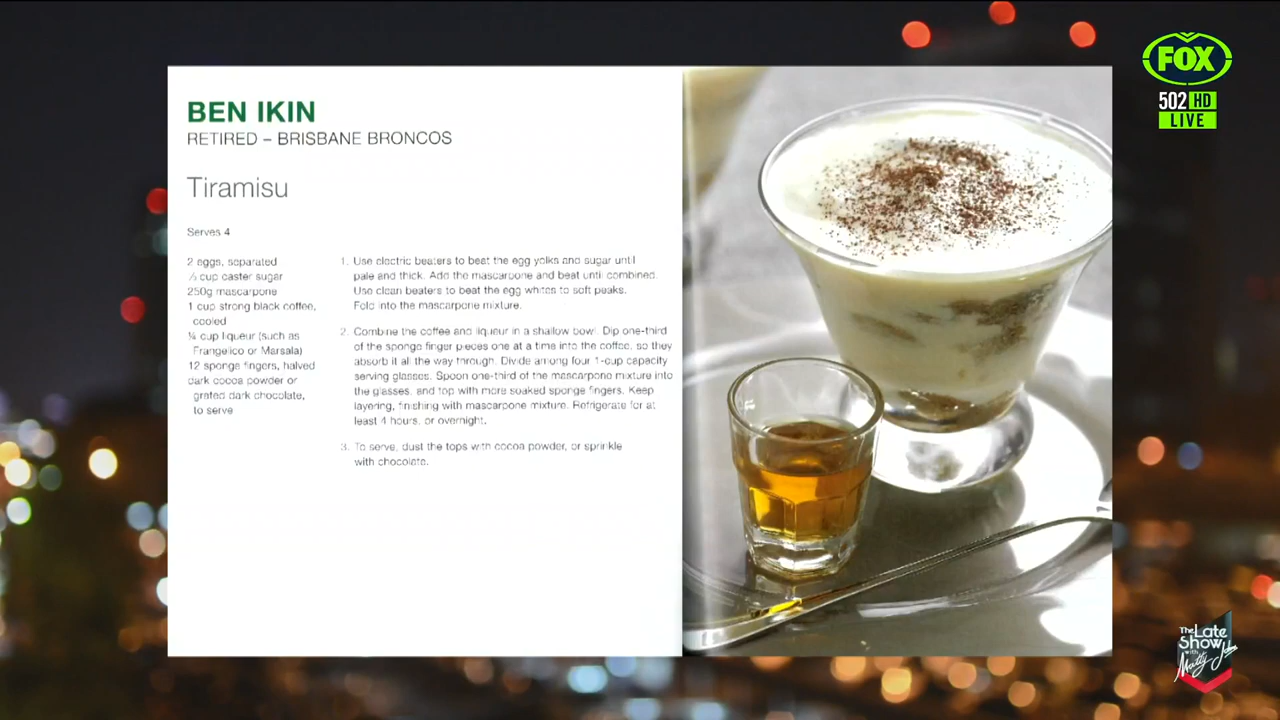 BEN IKIN
RETIRED – BRISBANE BRONCOS
Tiramisu
Serves 4
2 eggs, separated
cup caster sugar
250g mascarpone
1 cup strong black coffee,
cooled
¼ cup liqueur (such as
Frangelico or Marsala)
12 sponge fingers, halved
dark cocoa powder or
grated dark chocolate,
to serve
1. Use electric beaters to beat the egg yolks and sugar until
pale and thick. Add the mascarpone and beat until combined.
Use clean beaters to beat the egg whites to soft peaks.
Fold into the mascarpone mixture.
2. Combine the coffee and liqueur in a shallow bowl. Dip one-third
of the sponge finger pieces one at a time into the coffee, so they
absorb it all the way through. Divide among four 1-cup capacity
serving glasses. Spoon one-third of the mascarpone mixture into
the glasses, and top with more soaked sponge fingers. Keep
layering, finishing with mascarpone mixture. Refrigerate for at
least 4 hours, or overnight.
3. To serve, dust the tops with cocoa powder, or sprinkle
with chocolate.
FOX
502 HD
LIVE
The Late
Show
with
Matty Johns